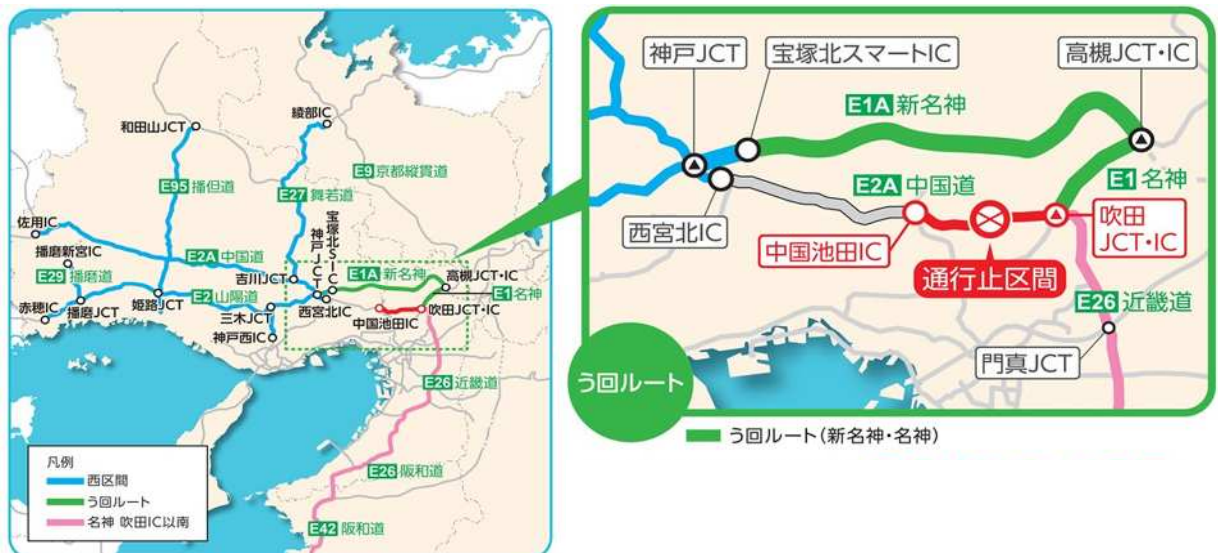 綾部IC
和田山JCT
E9 京都縦貫道
E95 播但道
E27 舞若道
佐用IC
宝塚北SIC
神戸JCT
播磨新宮IC
E2A 中国道
E1A 新名神
高槻JCT・IC
E29 播磨道
吉川JCT
E1 名神
E2 山陽道
赤穂IC
播磨JCT
姫路JCT
三木JCT
西宮北IC
吹田JCT・IC
中国池田IC
神戸西IC
E26 近畿道
E26 阪和道
E42 阪和道
凡例
西区間
う回ルート
名神 吹田IC以南
神戸JCT
宝塚北スマートIC
高槻JCT・IC
E1A 新名神
E2A 中国道
E1 名神
西宮北IC
中国池田IC
吹田
JCT・IC
通行止区間
E26 近畿道
門真JCT
う回ルート
う回ルート(新名神・名神)